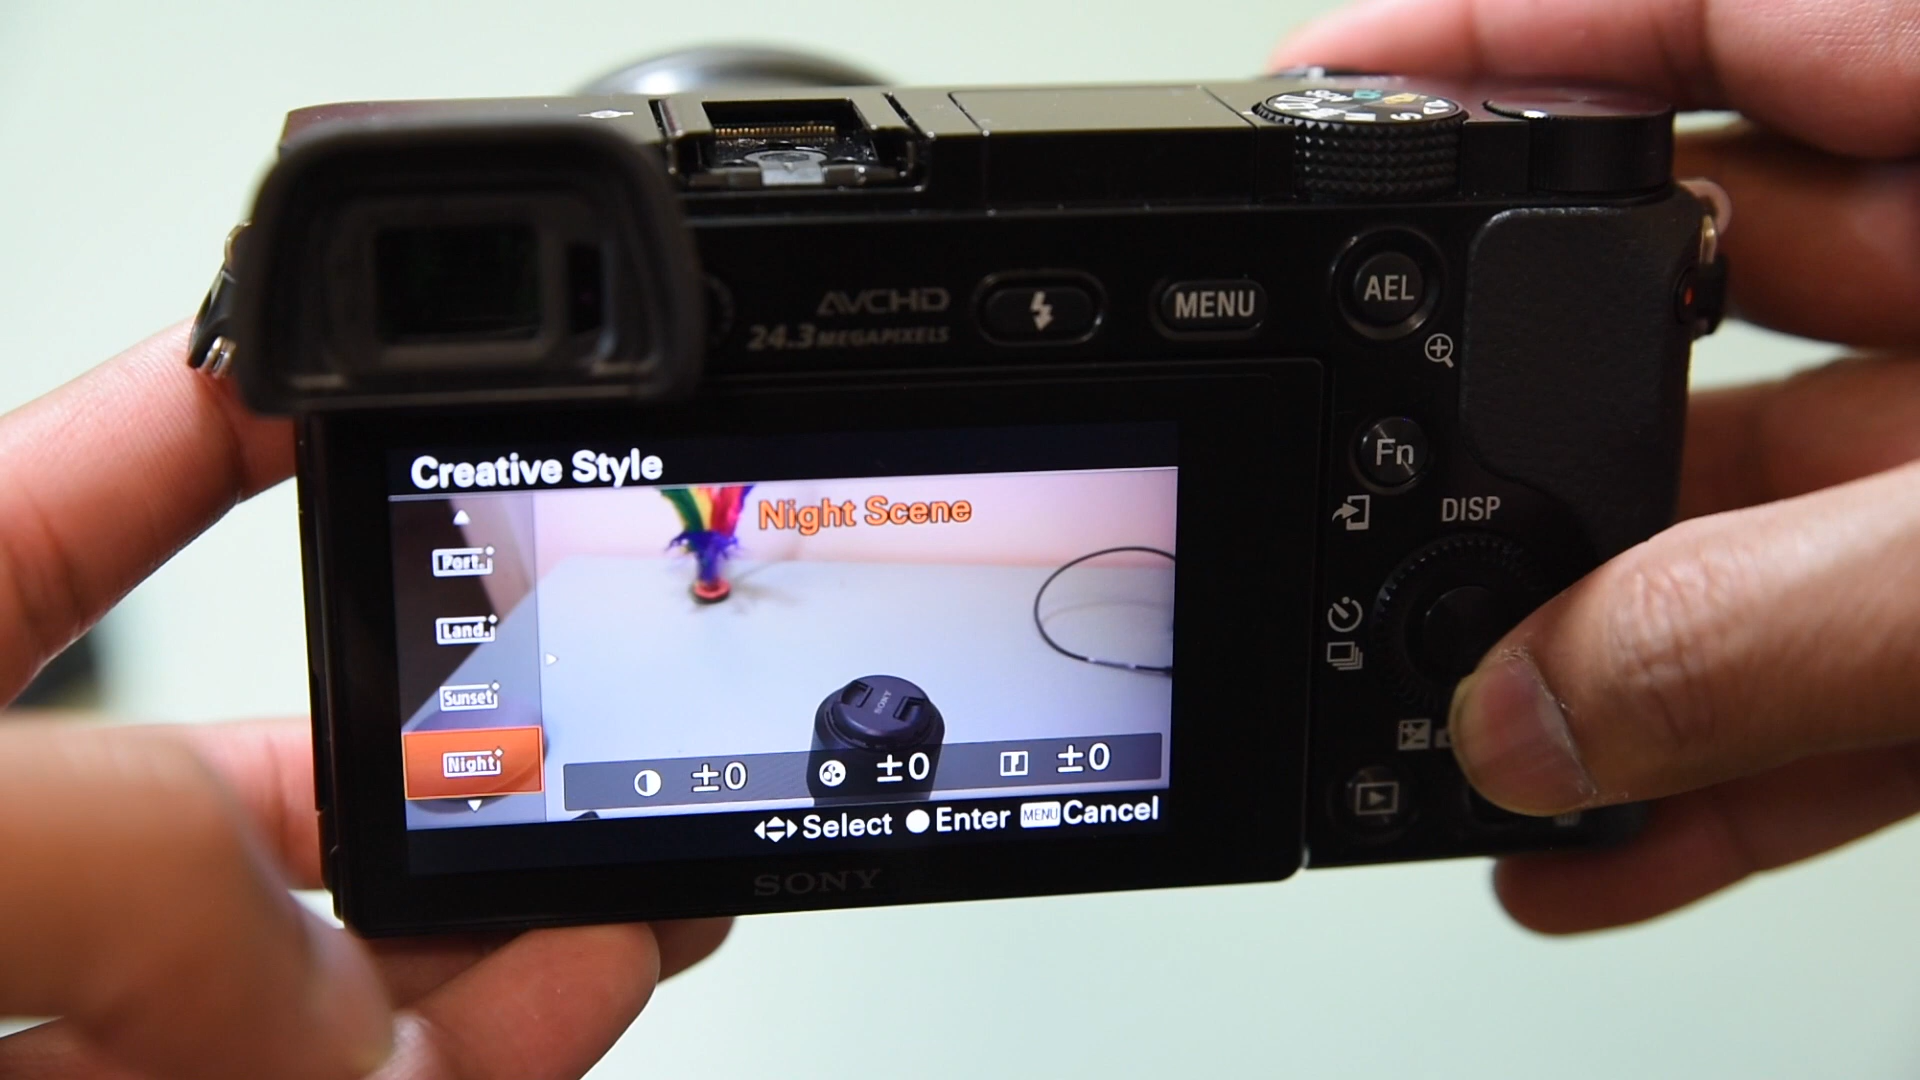 AVCHD
24.3 MEGAPIXELS
MENU
AEL
Fn
DISP
Creative Style
Night Scene
Port.
Land.
Sunset
Night
SONY
±0 ±0 ±0
Select Enter MENU Cancel
SONY